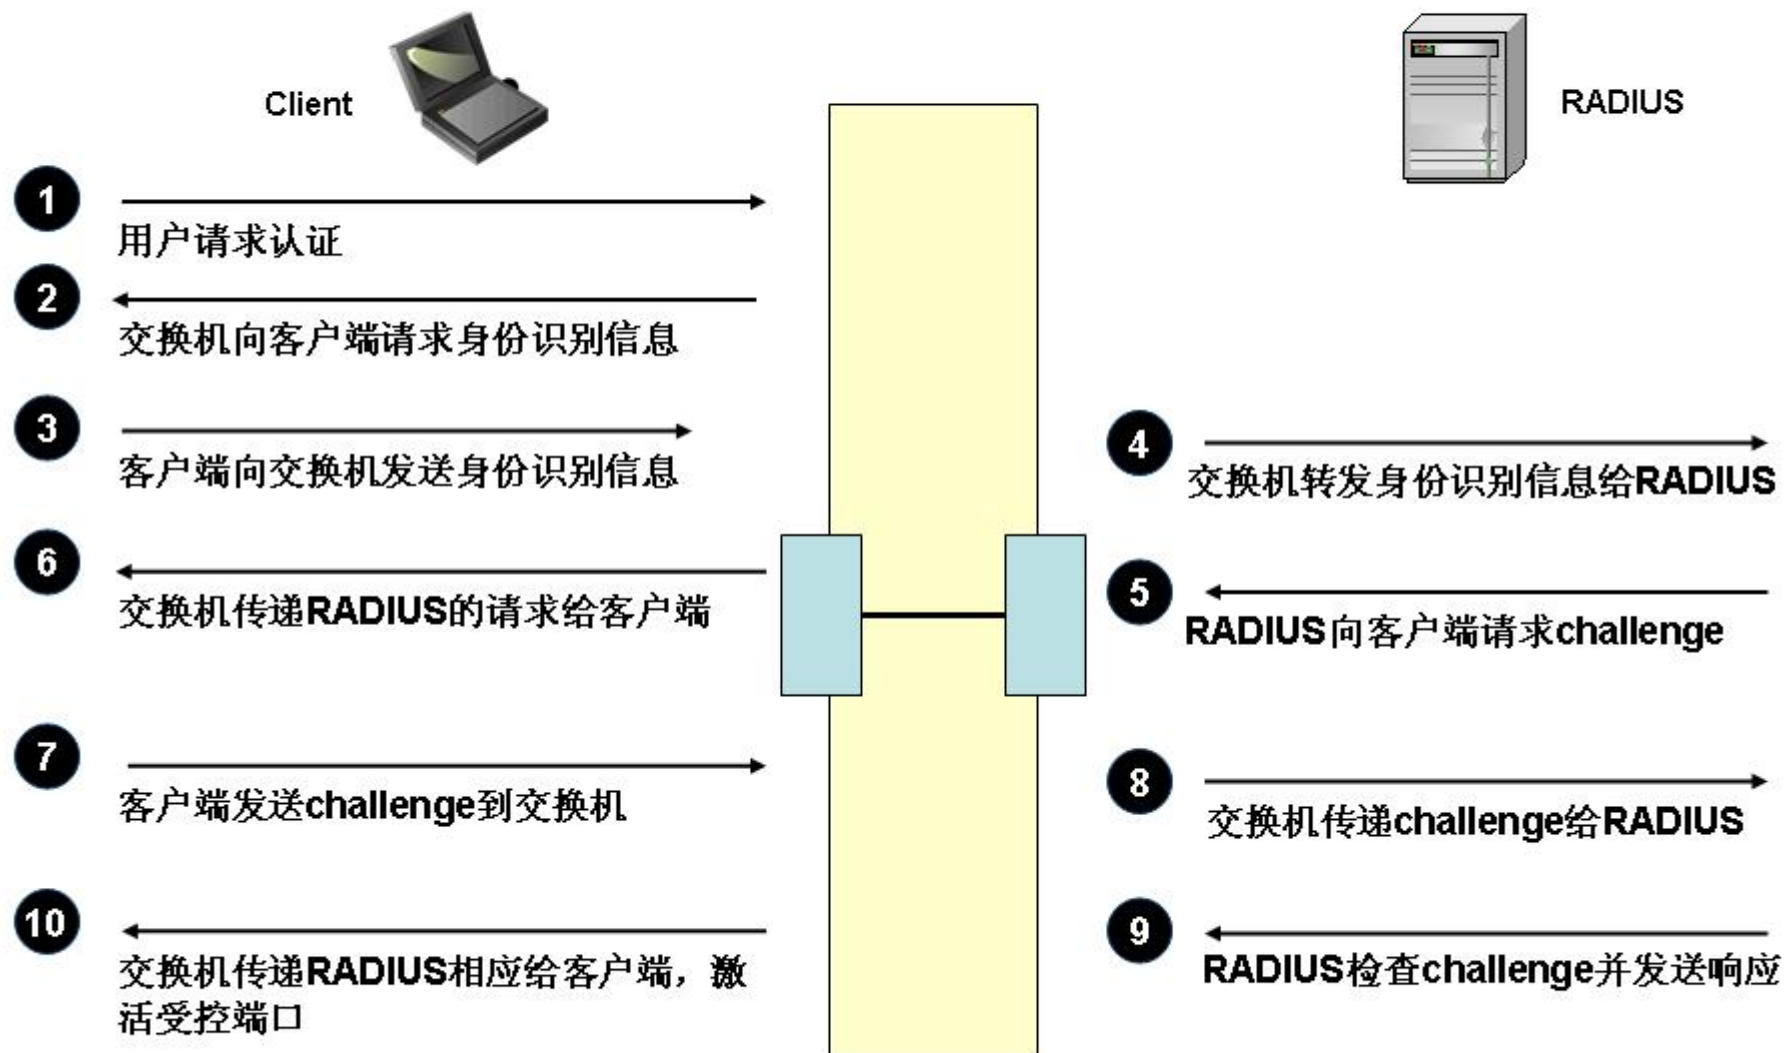 Client
RADIUS
1
用户请求认证
2
交换机向客户端请求身份识别信息
3
客户端向交换机发送身份识别信息
4
交换机转发身份识别信息给RADIUS
5
RADIUS向客户端请求challenge
6
交换机传递RADIUS的请求给客户端
7
客户端发送challenge到交换机
8
交换机传递challenge给RADIUS
9
RADIUS检查challenge并发送响应
10
交换机传递RADIUS相应给客户端，激
活受控端口